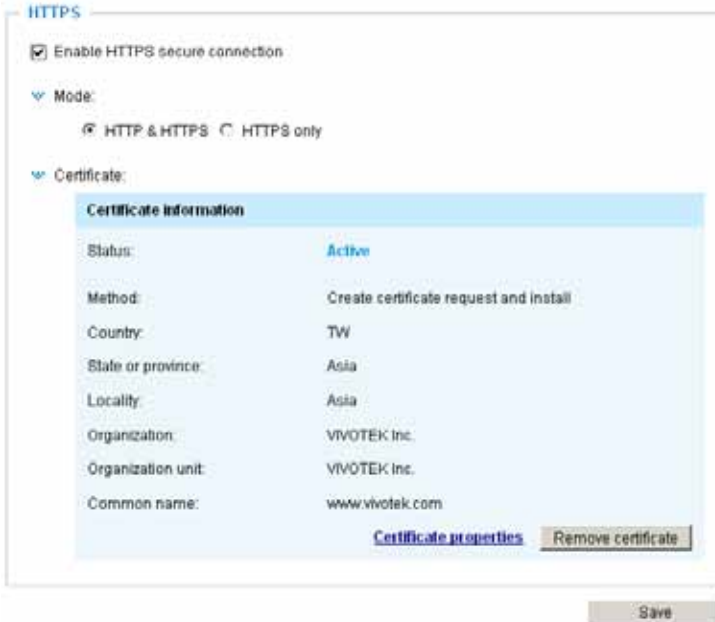 HTTPS
Enable HTTPS secure connection
Mode:
HTTP & HTTPS HTTPS only
Certificate:
Certificate information
Status: Active
Method: Create certificate request and install
Country: TW
State or province: Asia
Locality: Asia
Organization: VIVOTEK Inc.
Organization unit: VIVOTEK Inc.
Common name: www.vivotek.com
Certificate properties Remove certificate
Save